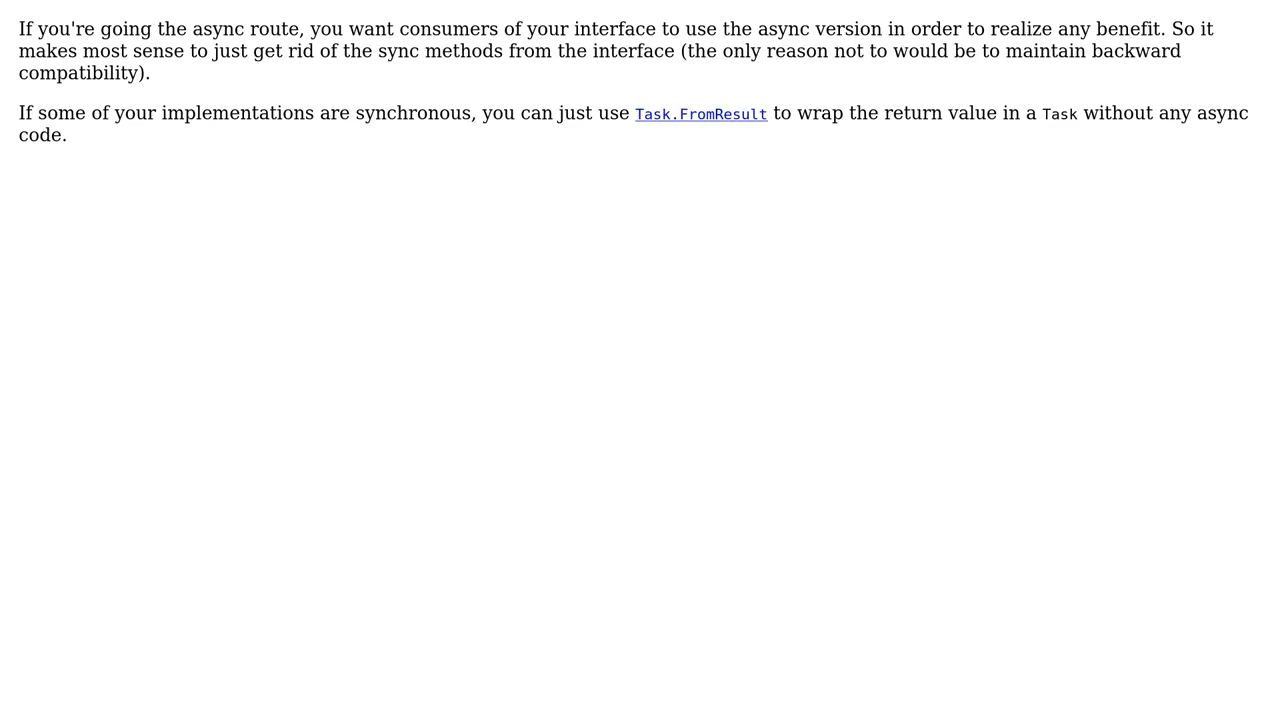 If you're going the async route, you want consumers of your interface to use the async version in order to realize any benefit. So it
makes most sense to just get rid of the sync methods from the interface (the only reason not to would be to maintain backward
compatibility).
If some of your implementations are synchronous, you can just use Task.FromResult to wrap the return value in a Task without any async
code.